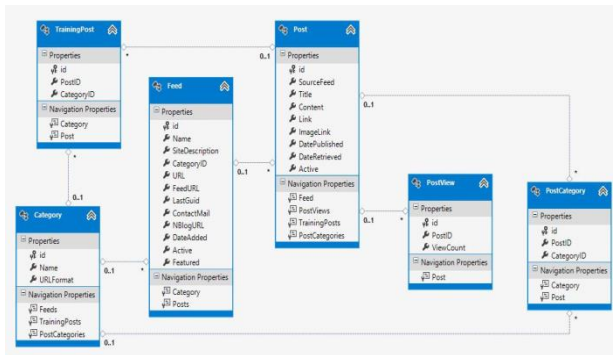 TrainingPost
Properties
id
PostID
CategoryID
Navigation Properties
Category
Post
*
0..1
Post
Properties
id
SourceFeed
Title
Content
Link
ImageLink
DatePublished
DateRetrieved
Active
Navigation Properties
Feed
PostViews
TrainingPosts
PostCategories
Feed
Properties
id
Name
SiteDescription
CategoryID
URL
FeedURL
LastGuid
ContactMail
NBlogURL
DateAdded
Active
Featured
Navigation Properties
Category
Posts
0..1
*
0..1
*
PostView
Properties
id
PostID
ViewCount
Navigation Properties
Post
0..1
*
PostCategory
Properties
id
PostID
CategoryID
Navigation Properties
Category
Post
*
*
0..1
Category
Properties
id
Name
URLFormat
Navigation Properties
Feeds
TrainingPosts
PostCategories
0..1
*
0..1